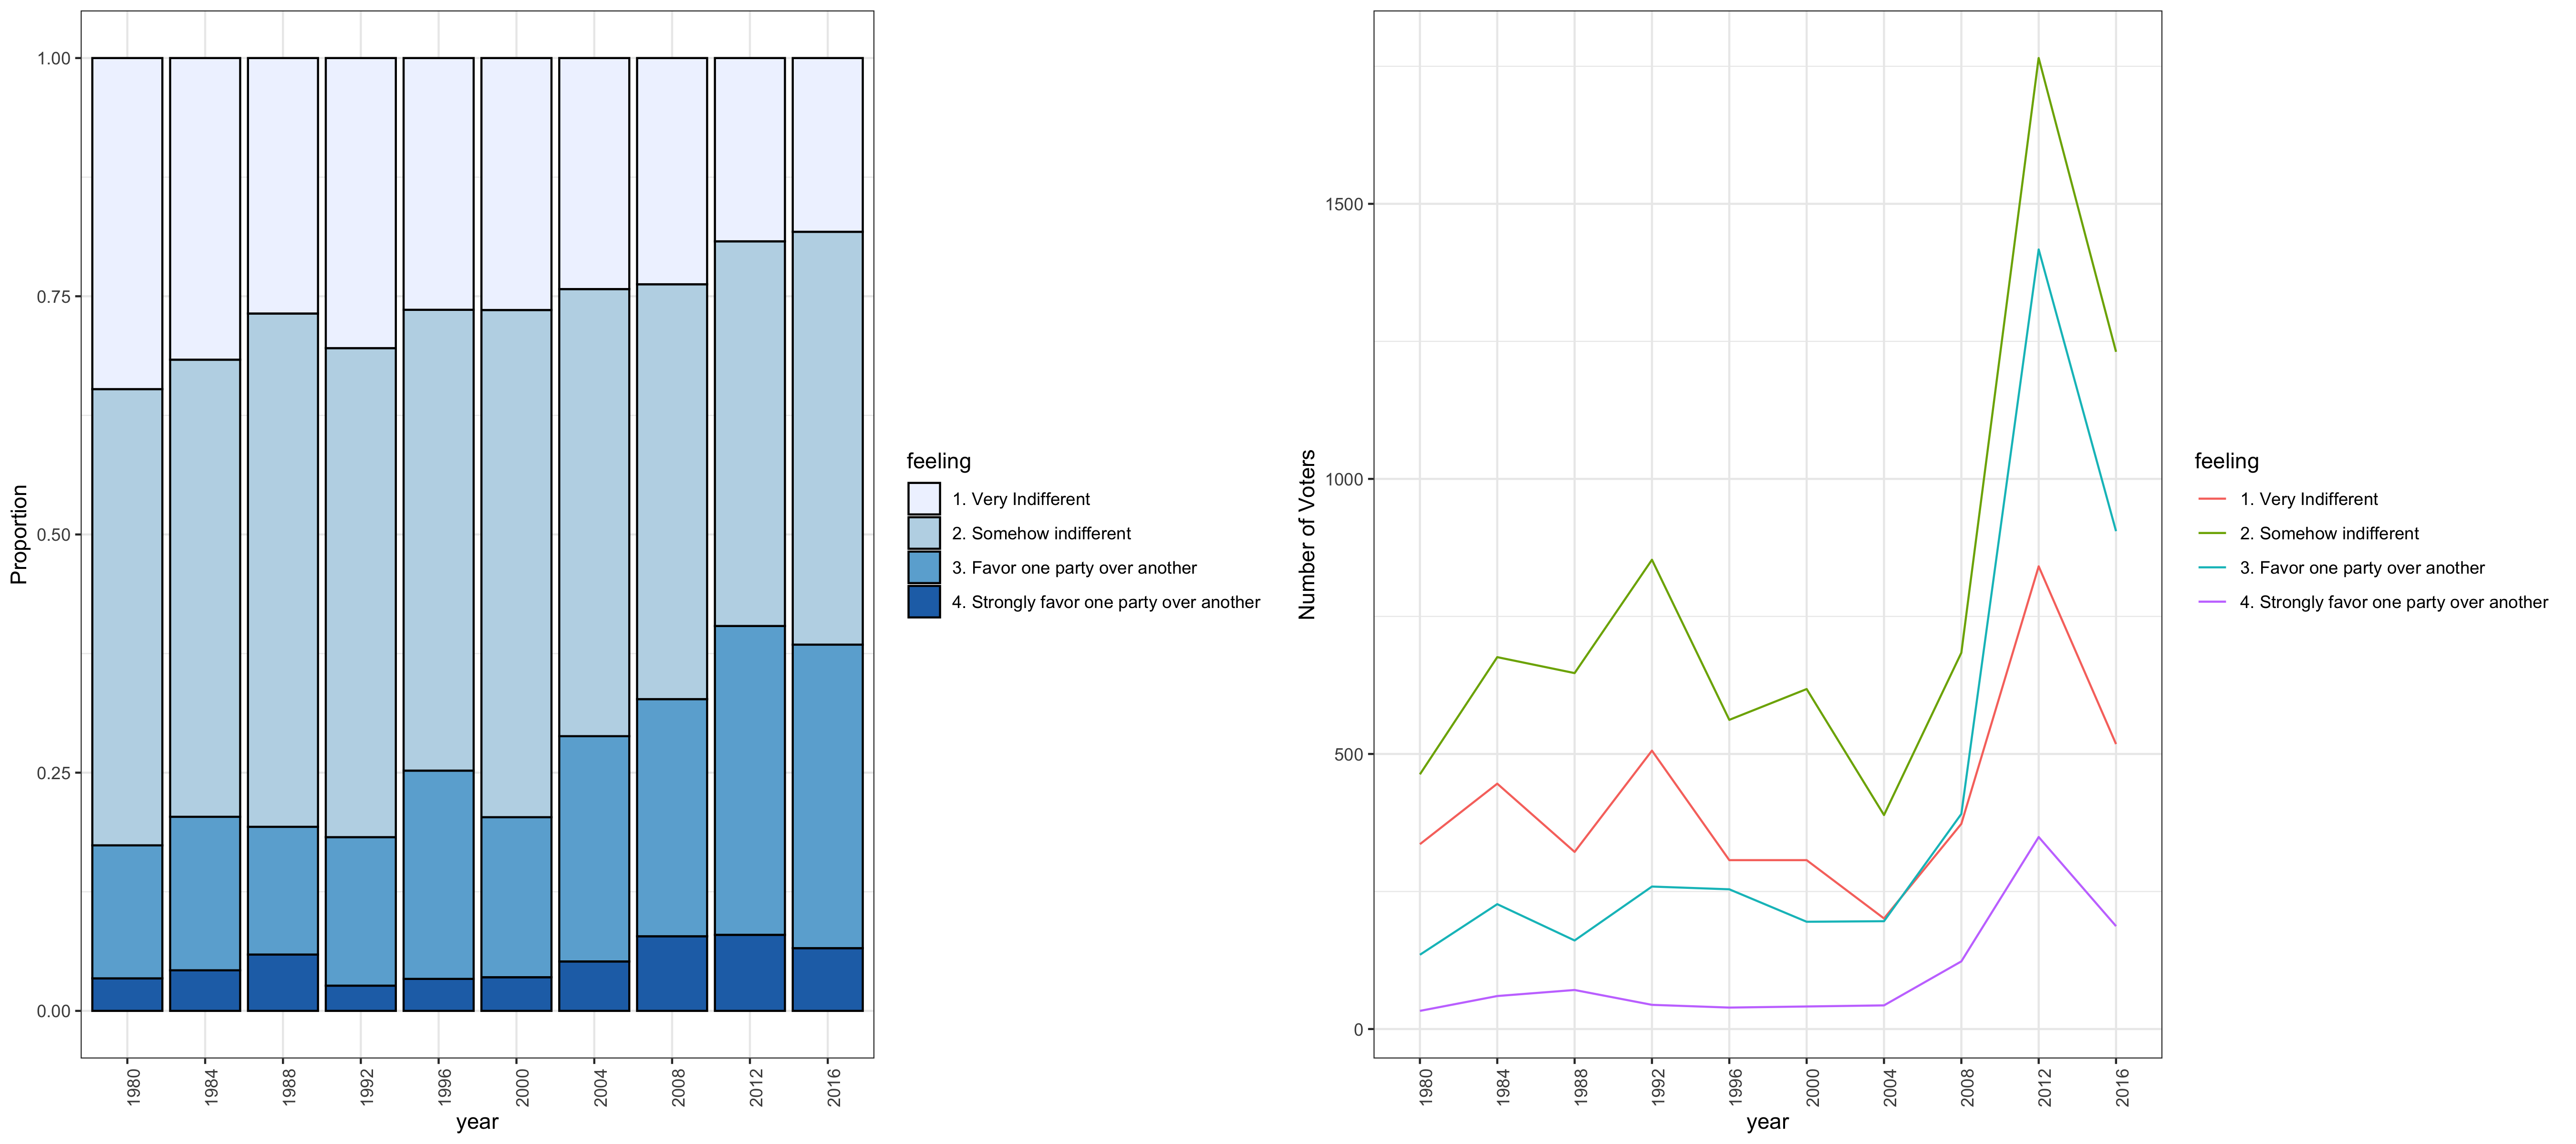 1.00
0.75
0.50
0.25
0.00
Proportion
1980
1984
1988
1992
1996
2000
2004
2008
2012
2016
year
feeling
1. Very Indifferent
2. Somehow indifferent
3. Favor one party over another
4. Strongly favor one party over another
1500
1000
500
0
Number of Voters
1980
1984
1988
1992
1996
2000
2004
2008
2012
2016
year
feeling
1. Very Indifferent
2. Somehow indifferent
3. Favor one party over another
4. Strongly favor one party over another